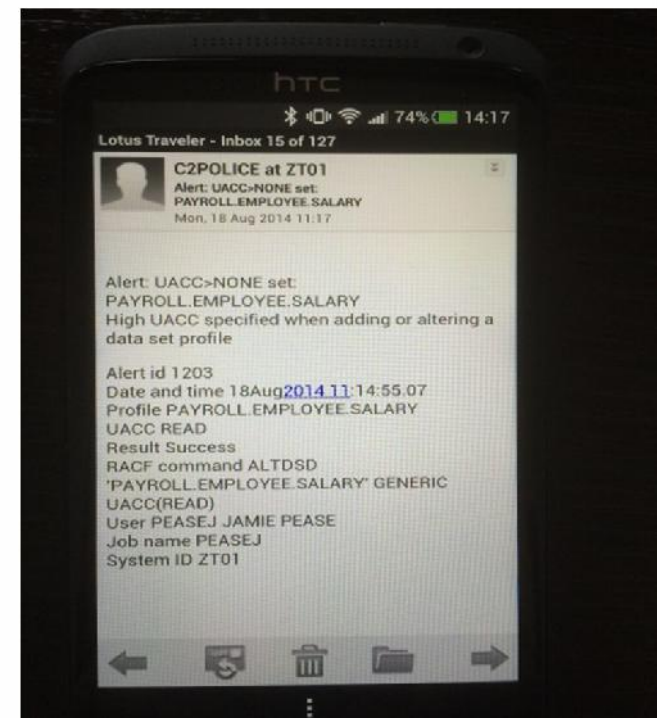 htc
74% 14:17
Lotus Traveler - Inbox 15 of 127
C2POLICE at ZT01
Alert: UACC>NONE set:
PAYROLL.EMPLOYEE.SALARY
Mon, 18 Aug 2014 11:17
Alert: UACC>NONE set:
PAYROLL.EMPLOYEE.SALARY
High UACC specified when adding or altering a
data set profile
Alert id 1203
Date and time 18Aug2014 11:14:55.07
Profile PAYROLL.EMPLOYEE.SALARY
UACC READ
Result Success
RACF command ALTDSD
'PAYROLL.EMPLOYEE.SALARY' GENERIC
UACC(READ)
User PEASEJ JAMIE PEASE
Job name PEASEJ
System ID ZT01